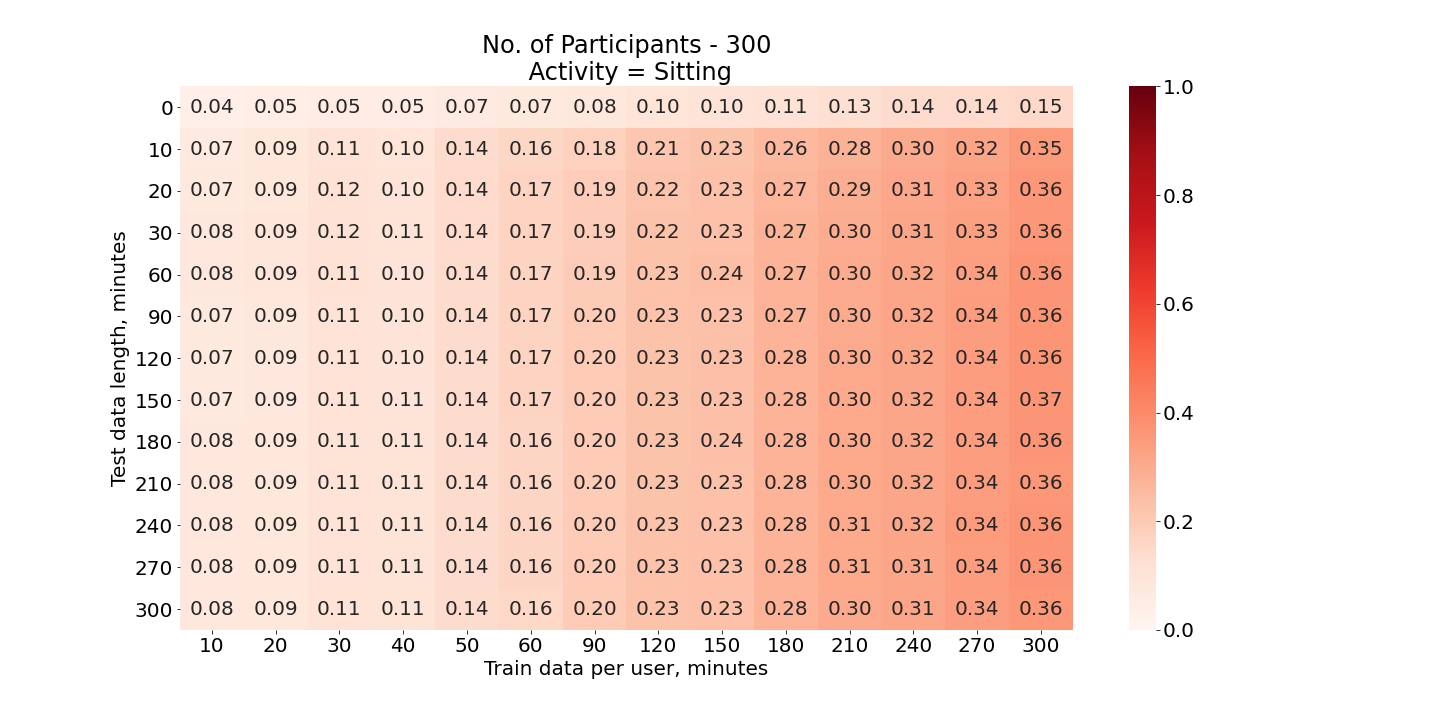 No. of Participants - 300
Activity = Sitting
0 0.04 0.05 0.05 0.05 0.07 0.07 0.08 0.10 0.10 0.11 0.13 0.14 0.14 0.15
10 0.07 0.09 0.11 0.10 0.14 0.16 0.18 0.21 0.23 0.26 0.28 0.30 0.32 0.35
20 0.07 0.09 0.12 0.10 0.14 0.17 0.19 0.22 0.23 0.27 0.29 0.31 0.33 0.36
30 0.08 0.09 0.12 0.11 0.14 0.17 0.19 0.22 0.23 0.27 0.30 0.31 0.33 0.36
60 0.08 0.09 0.11 0.10 0.14 0.17 0.19 0.23 0.24 0.27 0.30 0.32 0.34 0.36
90 0.07 0.09 0.11 0.10 0.14 0.17 0.20 0.23 0.23 0.27 0.30 0.32 0.34 0.36
120 0.07 0.09 0.11 0.10 0.14 0.17 0.20 0.23 0.23 0.28 0.30 0.32 0.34 0.36
150 0.07 0.09 0.11 0.11 0.14 0.17 0.20 0.23 0.23 0.28 0.30 0.32 0.34 0.37
180 0.08 0.09 0.11 0.11 0.14 0.16 0.20 0.23 0.24 0.28 0.30 0.32 0.34 0.36
210 0.08 0.09 0.11 0.11 0.14 0.16 0.20 0.23 0.23 0.28 0.30 0.32 0.34 0.36
240 0.08 0.09 0.11 0.11 0.14 0.16 0.20 0.23 0.23 0.28 0.31 0.32 0.34 0.36
270 0.08 0.09 0.11 0.11 0.14 0.16 0.20 0.23 0.23 0.28 0.31 0.31 0.34 0.36
300 0.08 0.09 0.11 0.11 0.14 0.16 0.20 0.23 0.23 0.28 0.30 0.31 0.34 0.36
10 20 30 40 50 60 90 120 150 180 210 240 270 300
Train data per user, minutes
Test data length, minutes
1.0
0.8
0.6
0.4
0.2
0.0